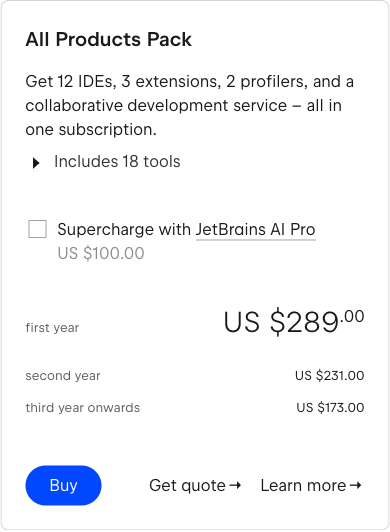 All Products Pack
Get 12 IDEs, 3 extensions, 2 profilers, and a
collaborative development service – all in
one subscription.
Includes 18 tools
Supercharge with JetBrains AI Pro
US $100.00
first year US $289.00
second year US $231.00
third year onwards US $173.00
Buy Get quote → Learn more →